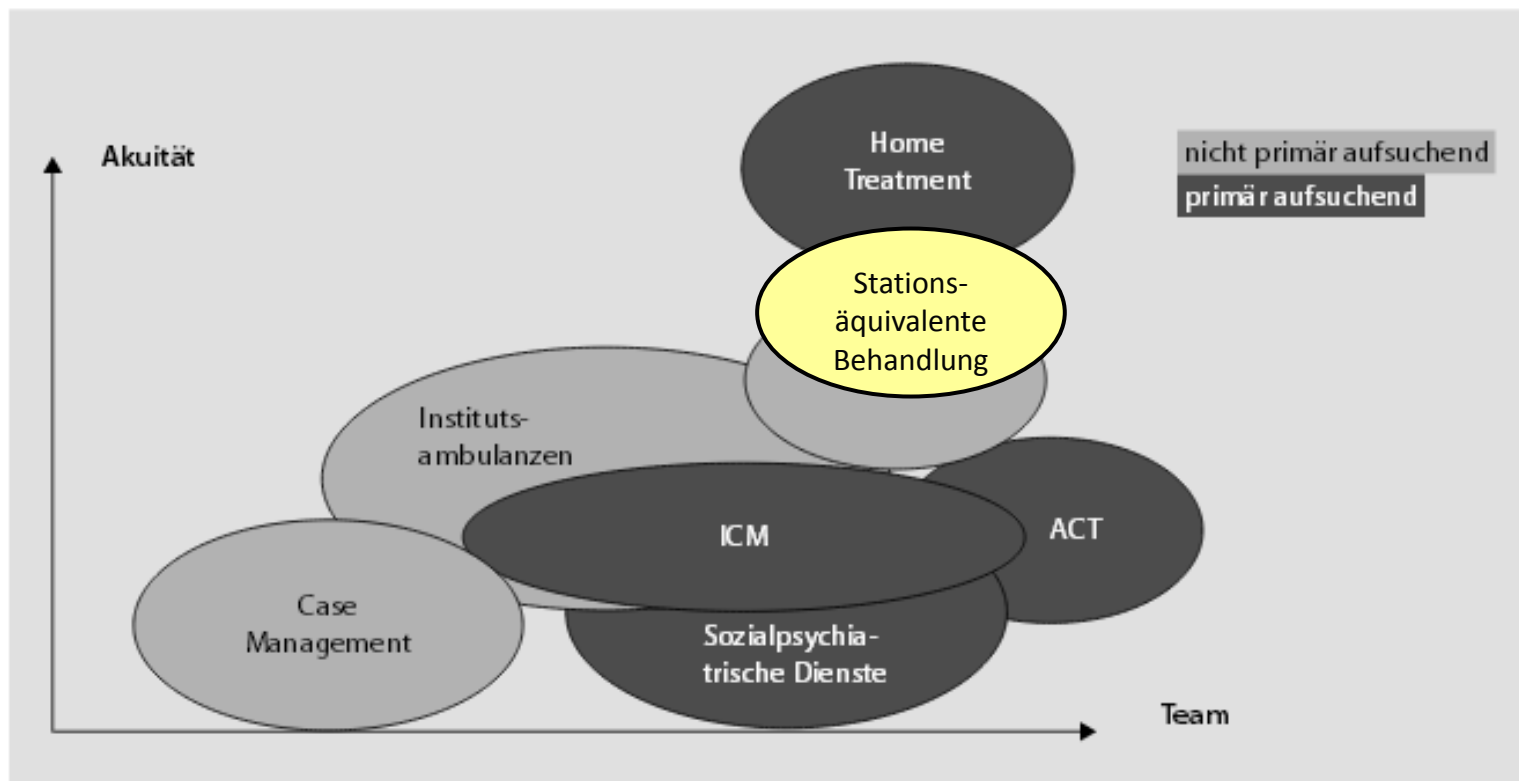 Akuität
Home
Treatment
nicht primär aufsuchend
primär aufsuchend
Stations-
äquivalente
Behandlung
Instituts-
ambulanzen
ICM
ACT
Case
Management
Sozialpsychia-
trische Dienste
Team